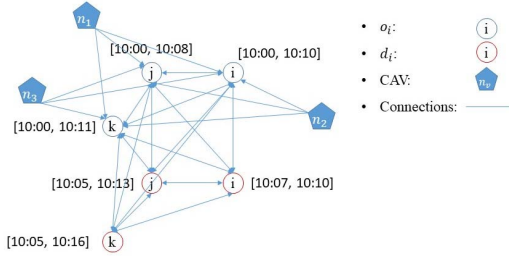 n₁
[10:00, 10:08]
[10:00, 10:10]
j
i
n₃
[10:00, 10:11]
k
n₂
[10:05, 10:13]
j
i
[10:07, 10:10]
[10:05, 10:16]
k
• oᵢ:
i
• dᵢ:
i
• CAV:
nᵥ
• Connections: